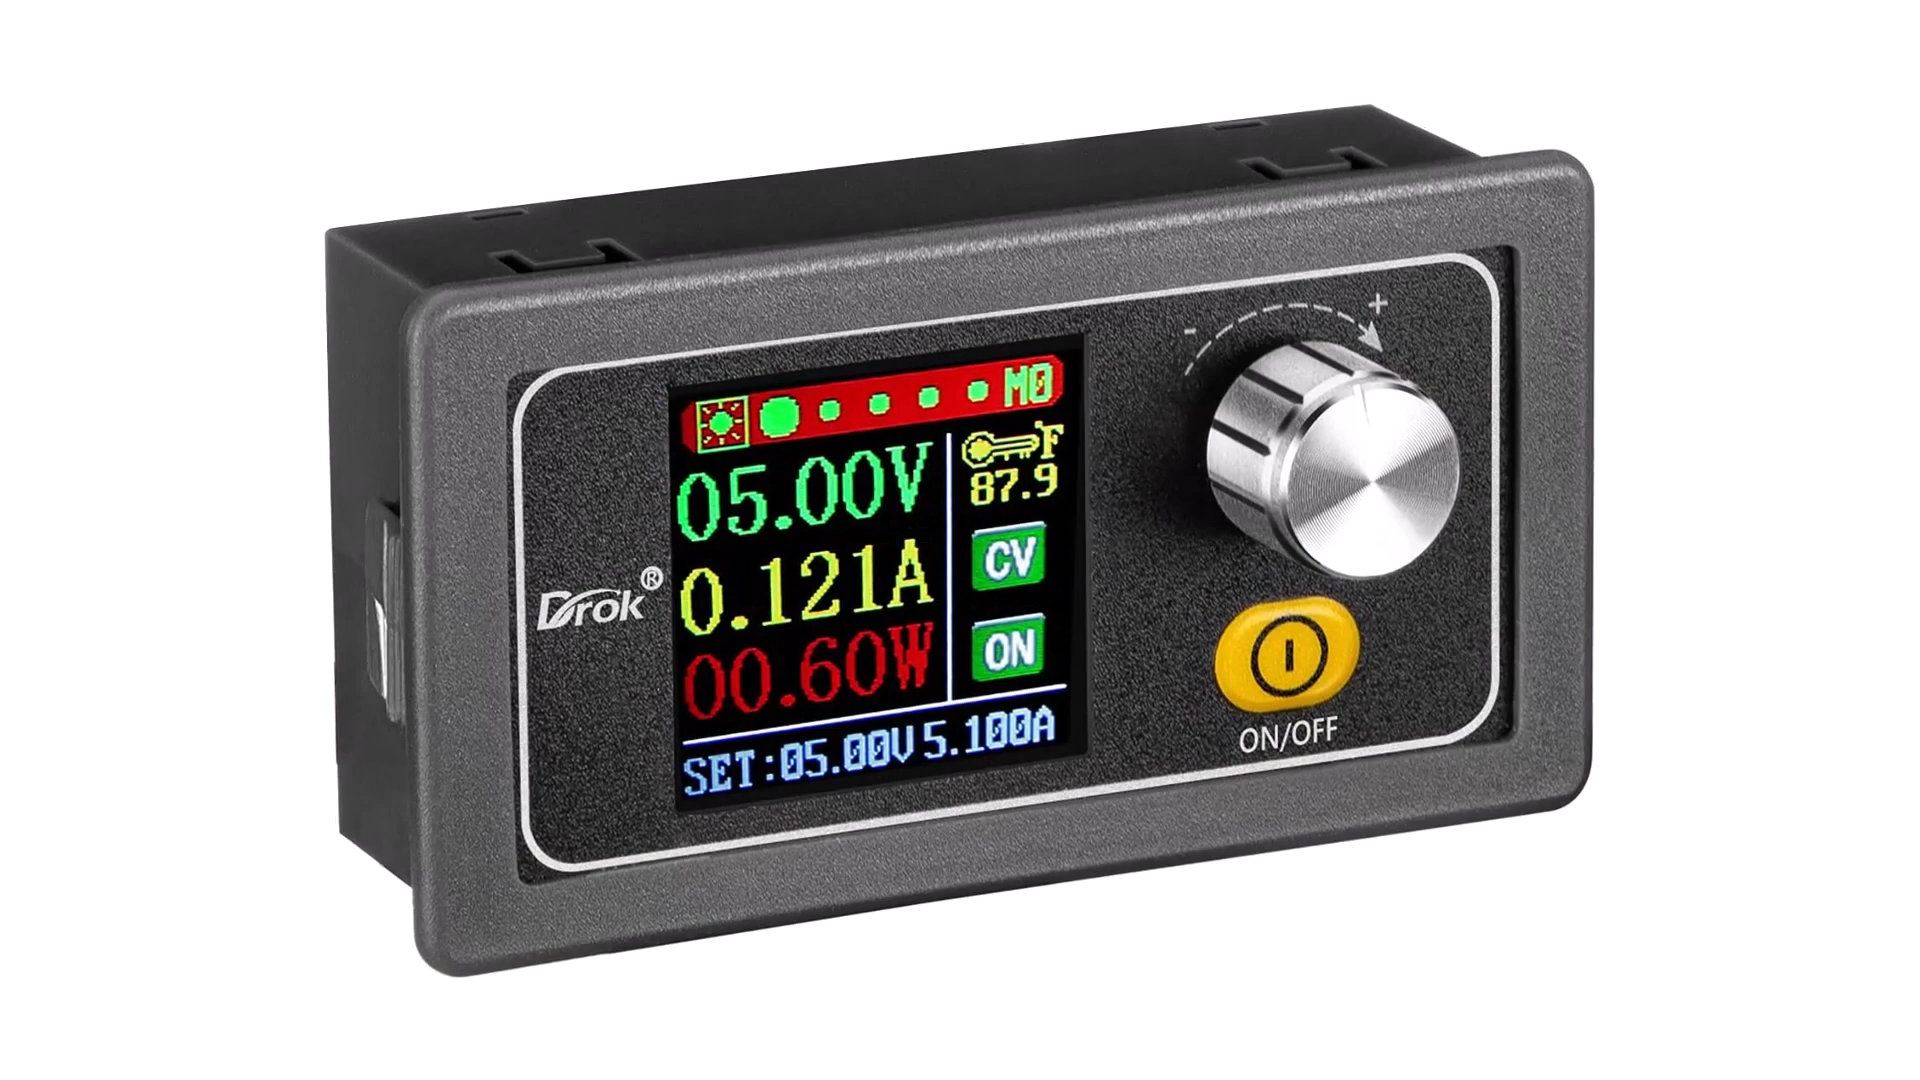 M0
05.00V
F
87.9
0.121A
CV
00.60W
ON
SET:05.00V 5.100A
Drok®
- +
ON/OFF